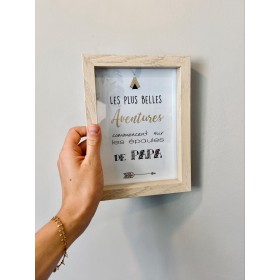 LES PLUS BELLES
Aventures
commencent sur
les épaules
DE PAPA